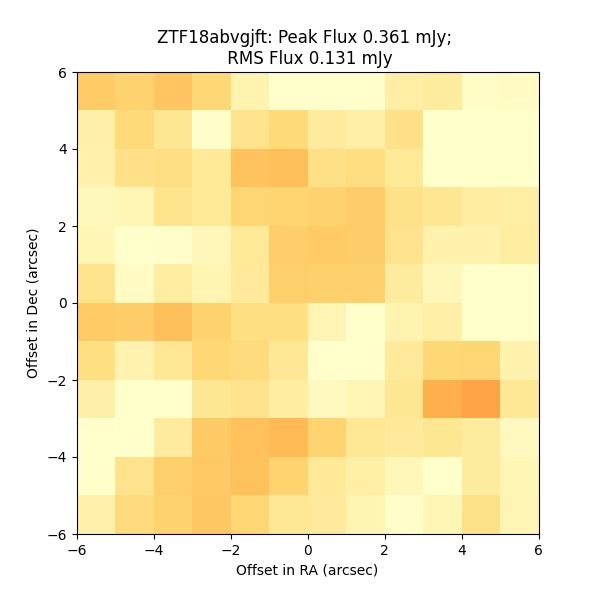 ZTF18abvgjft: Peak Flux 0.361 mJy;
RMS Flux 0.131 mJy
6
4
2
0
−2
−4
−6
Offset in Dec (arcsec)
−6 −4 −2 0 2 4 6
Offset in RA (arcsec)